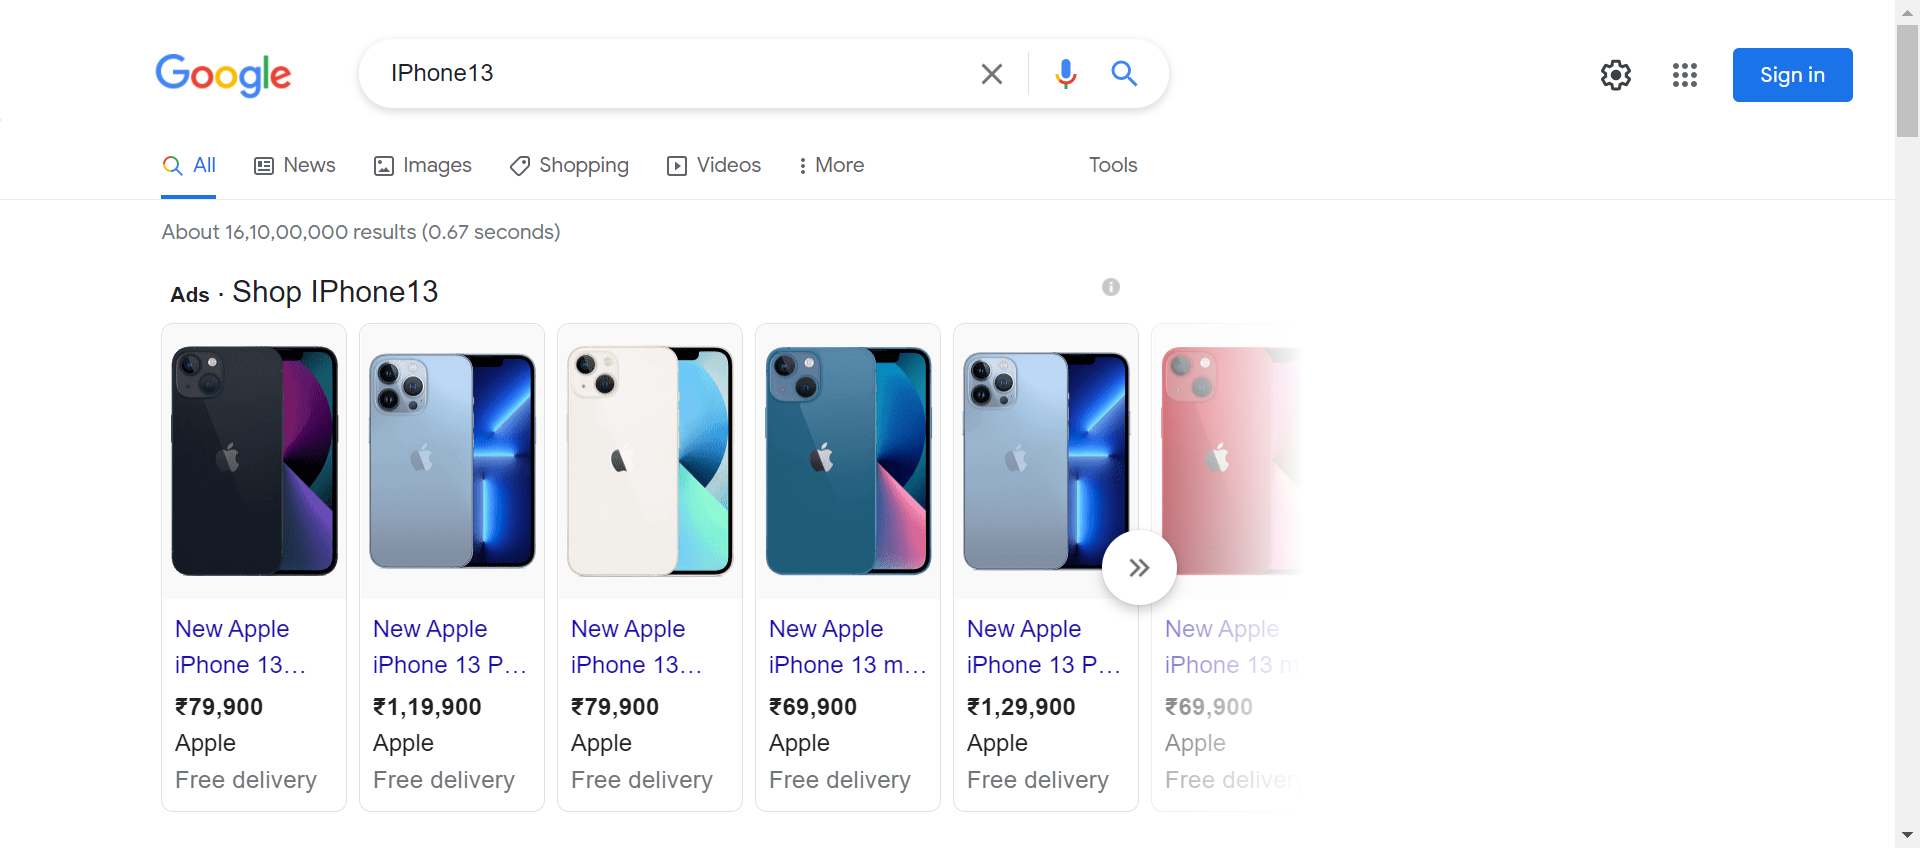 Google
IPhone13
Sign in
All News Images Shopping Videos More Tools
About 16,10,00,000 results (0.67 seconds)
Ads · Shop IPhone13
New Apple iPhone 13...
₹79,900
Apple
Free delivery
New Apple
iPhone 13 P...
₹1,19,900
Apple
Free delivery
New Apple
iPhone 13...
₹79,900
Apple
Free delivery
New Apple
iPhone 13 m...
₹69,900
Apple
Free delivery
New Apple
iPhone 13 P...
₹1,29,900
Apple
Free delivery
New Apple
iPhone 13 m
₹69,900
Apple
Free delivery